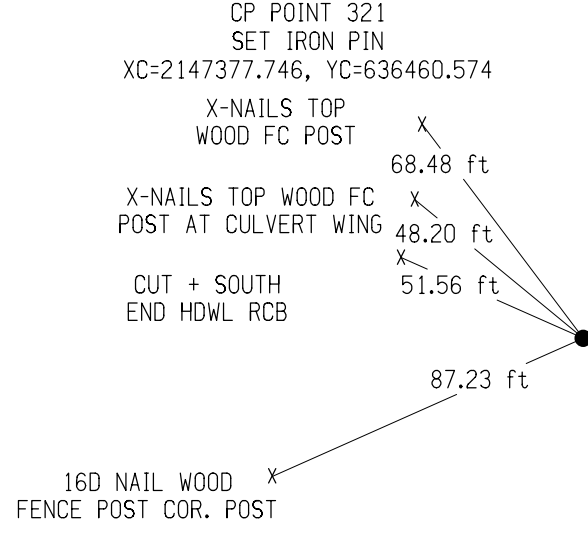 CP POINT 321
SET IRON PIN
XC=2147377.746, YC=636460.574
X-NAILS TOP
WOOD FC POST
68.48 ft
X-NAILS TOP WOOD FC
POST AT CULVERT WING
48.20 ft
CUT + SOUTH
END HDWL RCB
51.56 ft
87.23 ft
16D NAIL WOOD
FENCE POST COR. POST